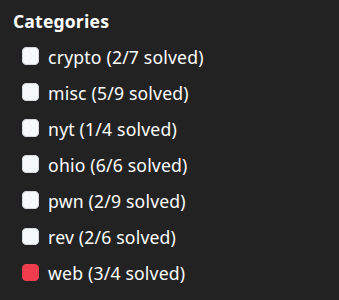 Categories
crypto (2/7 solved)
misc (5/9 solved)
nyt (1/4 solved)
ohio (6/6 solved)
pwn (2/9 solved)
rev (2/6 solved)
web (3/4 solved)